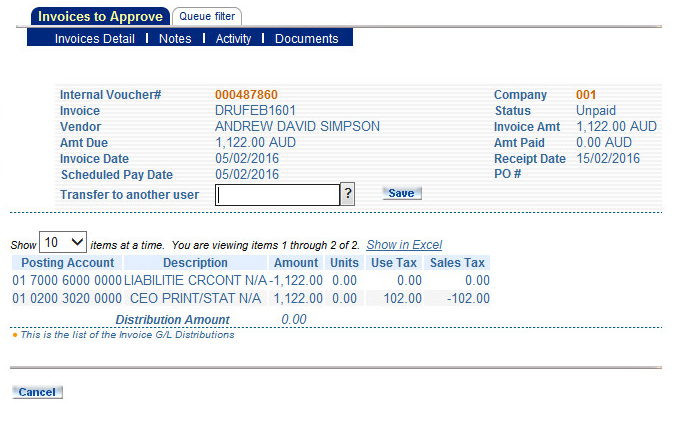 Invoices to Approve Queue filter
Invoices Detail | Notes | Activity | Documents
Internal Voucher# 000487860 Company 001
Invoice DRUFEB1601 Status Unpaid
Vendor ANDREW DAVID SIMPSON Invoice Amt 1,122.00 AUD
Amt Due 1,122.00 AUD Amt Paid 0.00 AUD
Invoice Date 05/02/2016 Receipt Date 15/02/2016
Scheduled Pay Date 05/02/2016 PO #
Transfer to another user ? Save
Show 10 items at a time. You are viewing items 1 through 2 of 2. Show in Excel
Posting Account Description Amount Units Use Tax Sales Tax
01 7000 6000 0000 LIABILITIE CRCONT N/A -1,122.00 0.00 0.00 0.00
01 0200 3020 0000 CEO PRINT/STAT N/A 1,122.00 0.00 102.00 -102.00
Distribution Amount 0.00
• This is the list of the Invoice G/L Distributions
Cancel